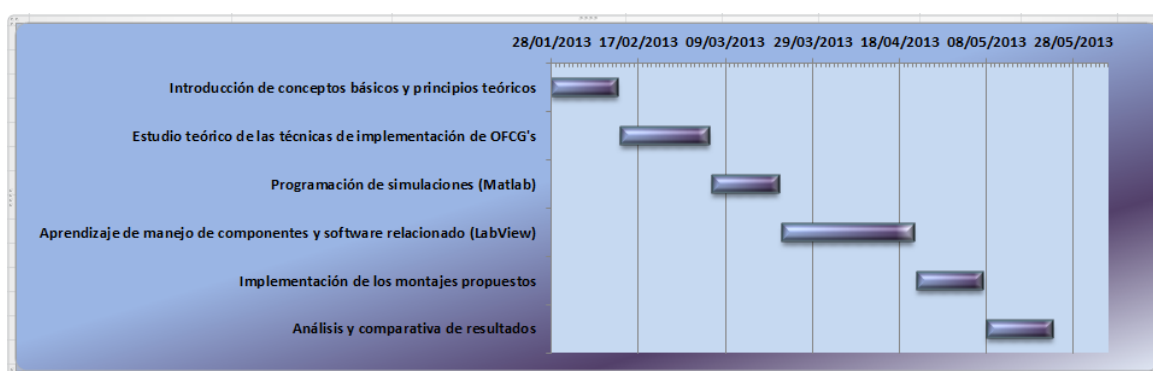 28/01/2013 17/02/2013 09/03/2013 29/03/2013 18/04/2013 08/05/2013 28/05/2013
Introducción de conceptos básicos y principios teóricos
Estudio teórico de las técnicas de implementación de OFCG's
Programación de simulaciones (Matlab)
Aprendizaje de manejo de componentes y software relacionado (LabView)
Implementación de los montajes propuestos
Análisis y comparativa de resultados